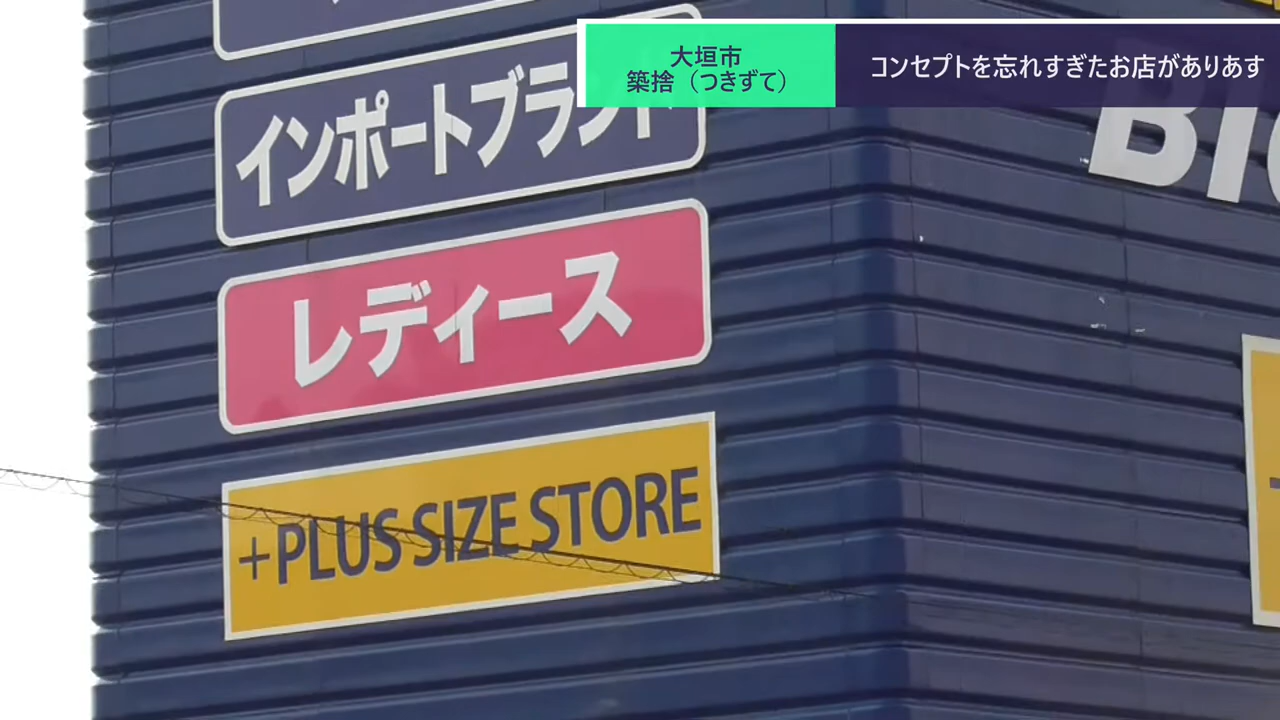 大垣市
築捨（つきずて）
コンセプトを忘れすぎたお店がありあす
インポートブランド
レディース
+PLUS SIZE STORE